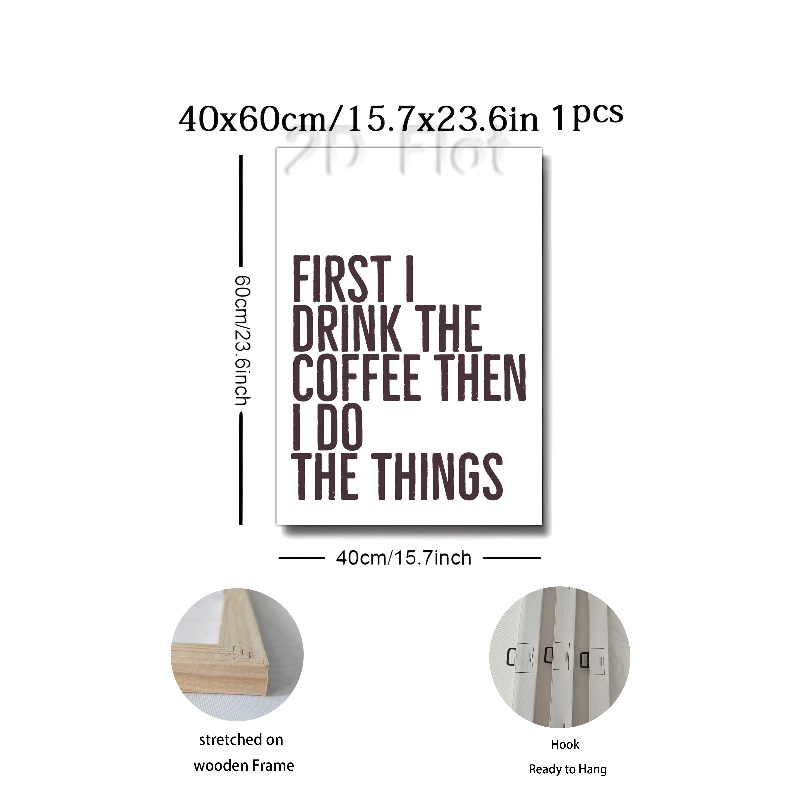 40x60cm/15.7x23.6in 1pcs
2D Flat
60cm/23.6inch
FIRST I
DRINK THE
COFFEE THEN
I DO
THE THINGS
40cm/15.7inch
stretched on
wooden Frame
Hook
Ready to Hang